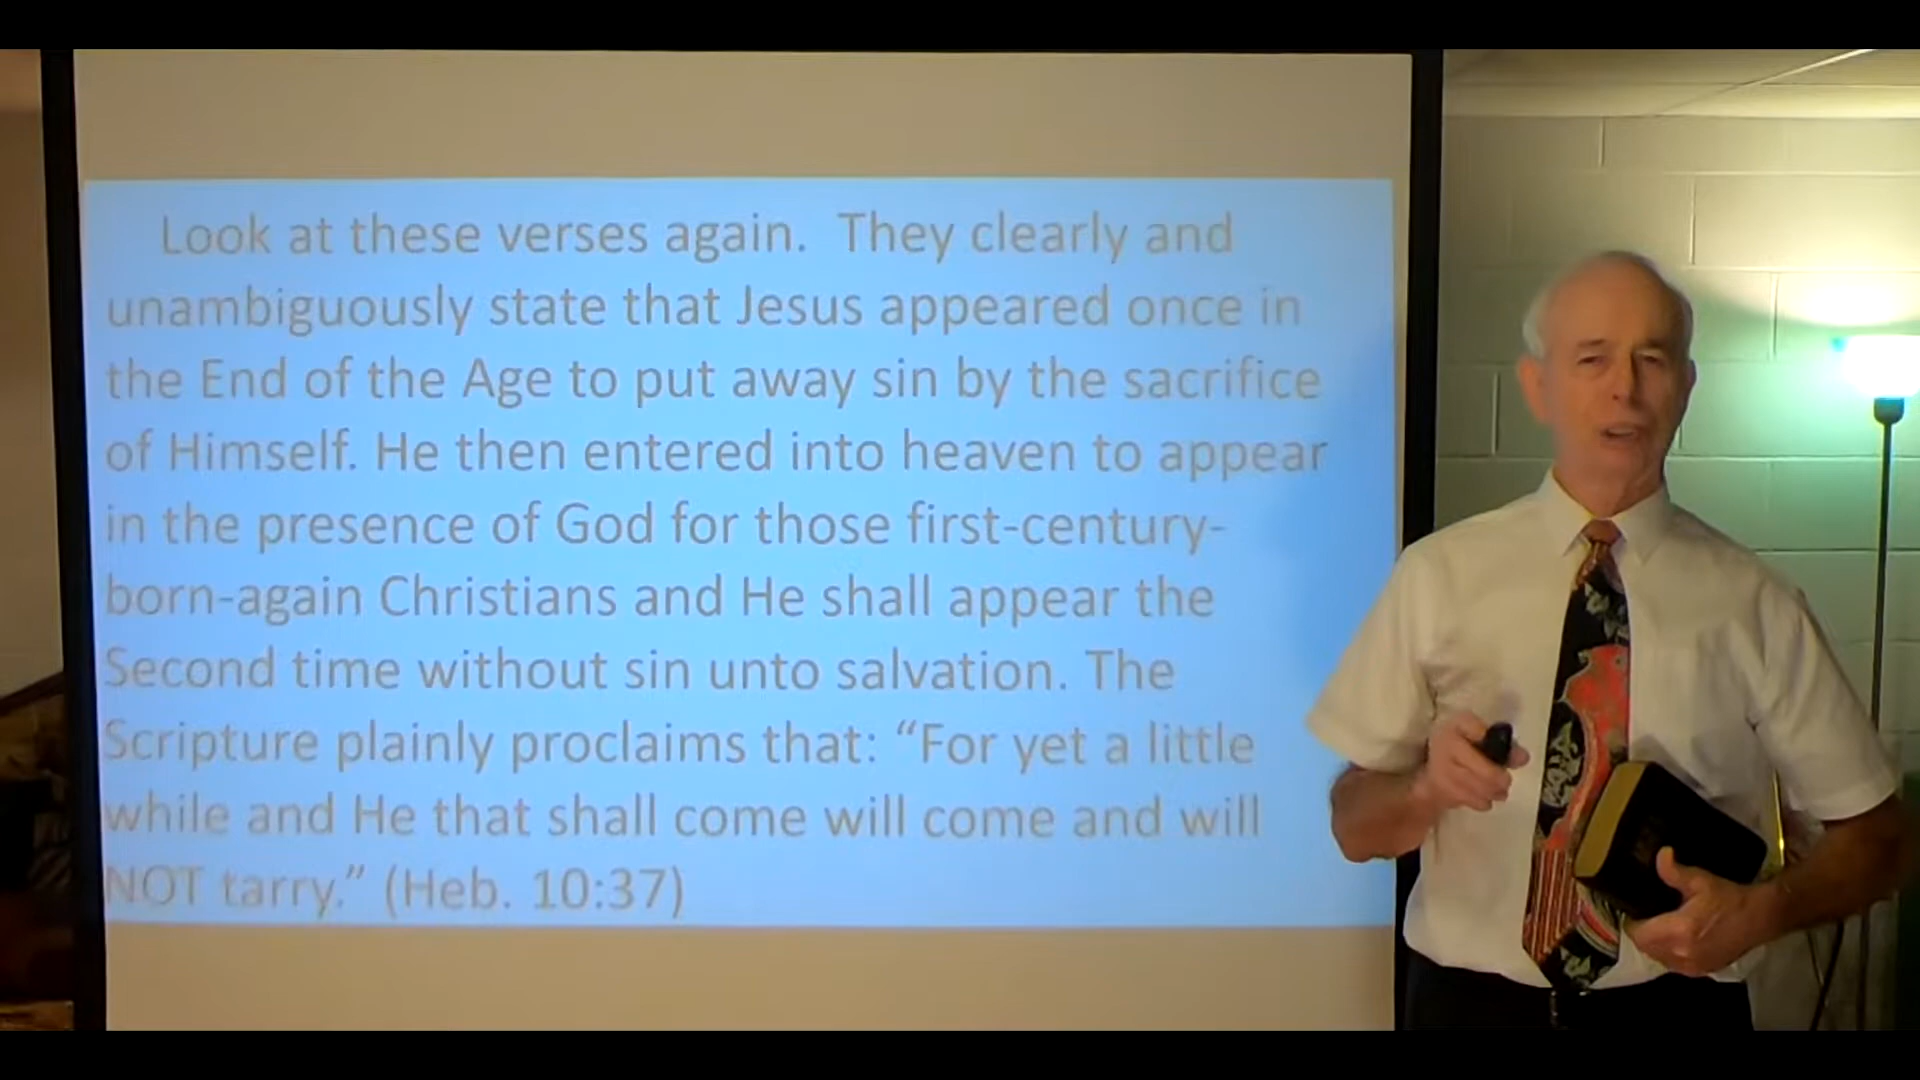 Look at these verses again. They clearly and
unambiguously state that Jesus appeared once in
the End of the Age to put away sin by the sacrifice
of Himself. He then entered into heaven to appear
in the presence of God for those first-century-
born-again Christians and He shall appear the
Second time without sin unto salvation. The
Scripture plainly proclaims that: “For yet a little
while and He that shall come will come and will
NOT tarry.” (Heb. 10:37)